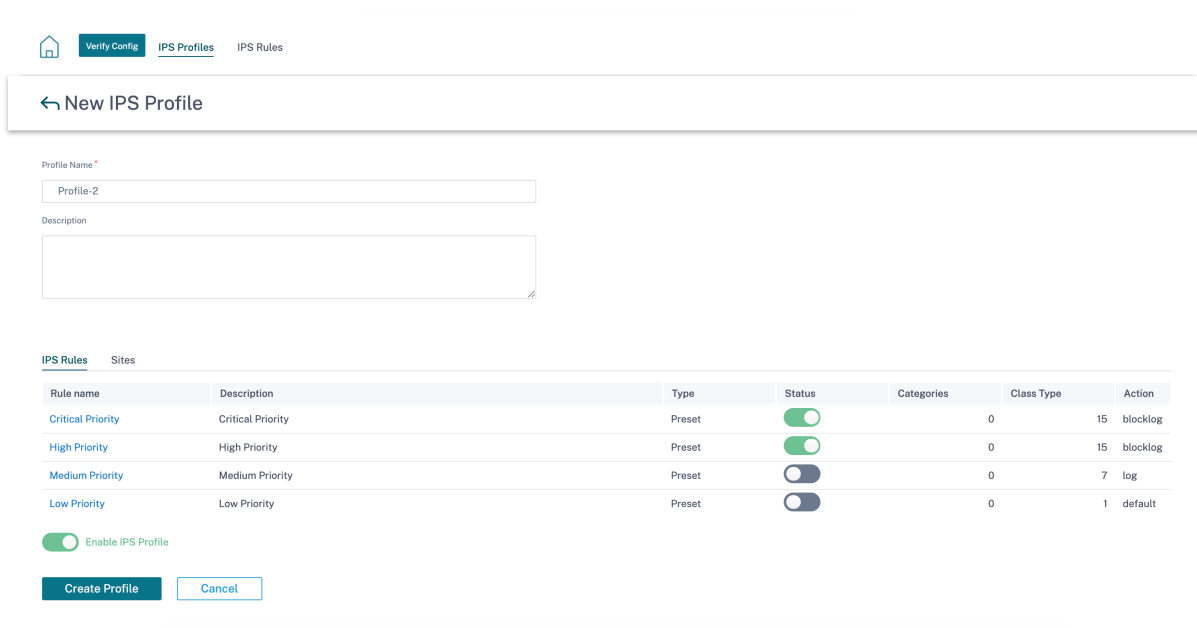 Verify Config IPS Profiles IPS Rules
New IPS Profile
Profile Name *
Profile-2
Description
IPS Rules Sites
Rule name Description Type Status Categories Class Type Action
Critical Priority Critical Priority Preset 0 15 blocklog
High Priority High Priority Preset 0 15 blocklog
Medium Priority Medium Priority Preset 0 7 log
Low Priority Low Priority Preset 0 1 default
Enable IPS Profile
Create Profile Cancel